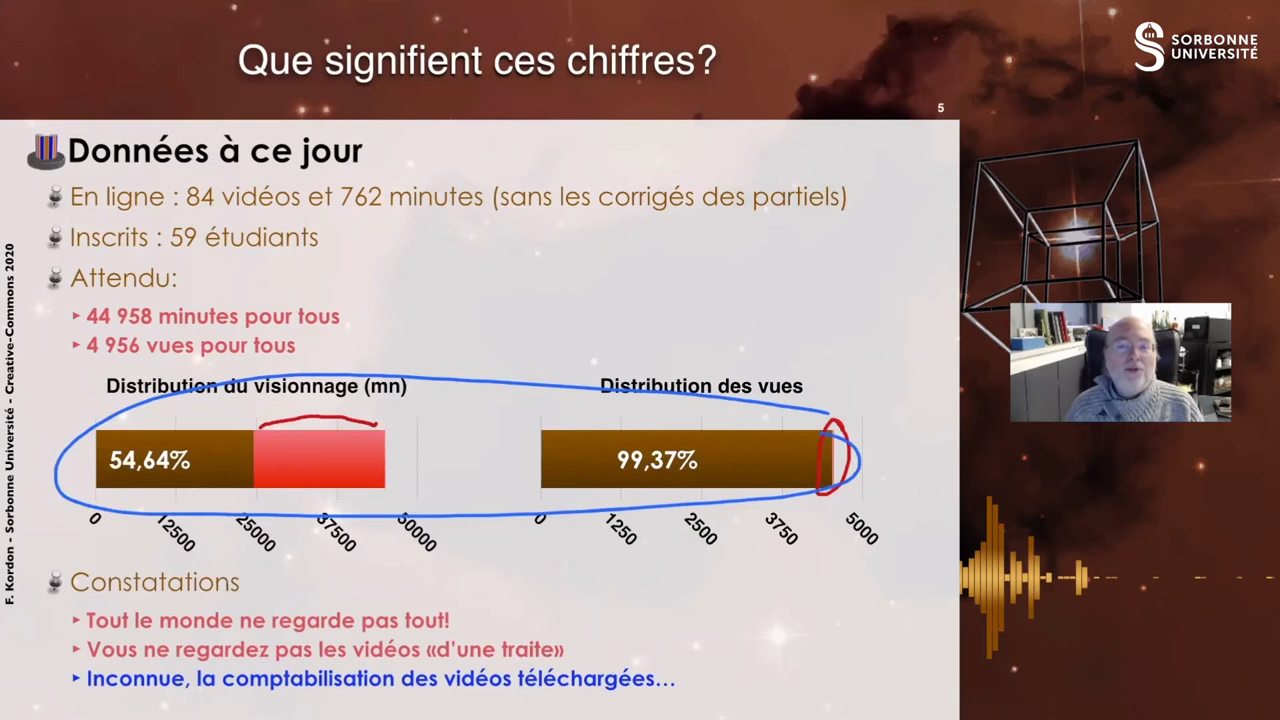 Que signifient ces chiffres?
SORBONNE
UNIVERSITÉ
5
Données à ce jour
En ligne : 84 vidéos et 762 minutes (sans les corrigés des partiels)
Inscrits : 59 étudiants
Attendu:
44 958 minutes pour tous
4 956 vues pour tous
Distribution du visionnage (mn)
Distribution des vues
54,64%
99,37%
0 12500 25000 37500 50000
0 1250 2500 3750 5000
Constatations
Tout le monde ne regarde pas tout!
Vous ne regardez pas les vidéos «d'une traite»
Inconnue, la comptabilisation des vidéos téléchargées...
F. Kordon - Sorbonne Université - Creative-Commons 2020